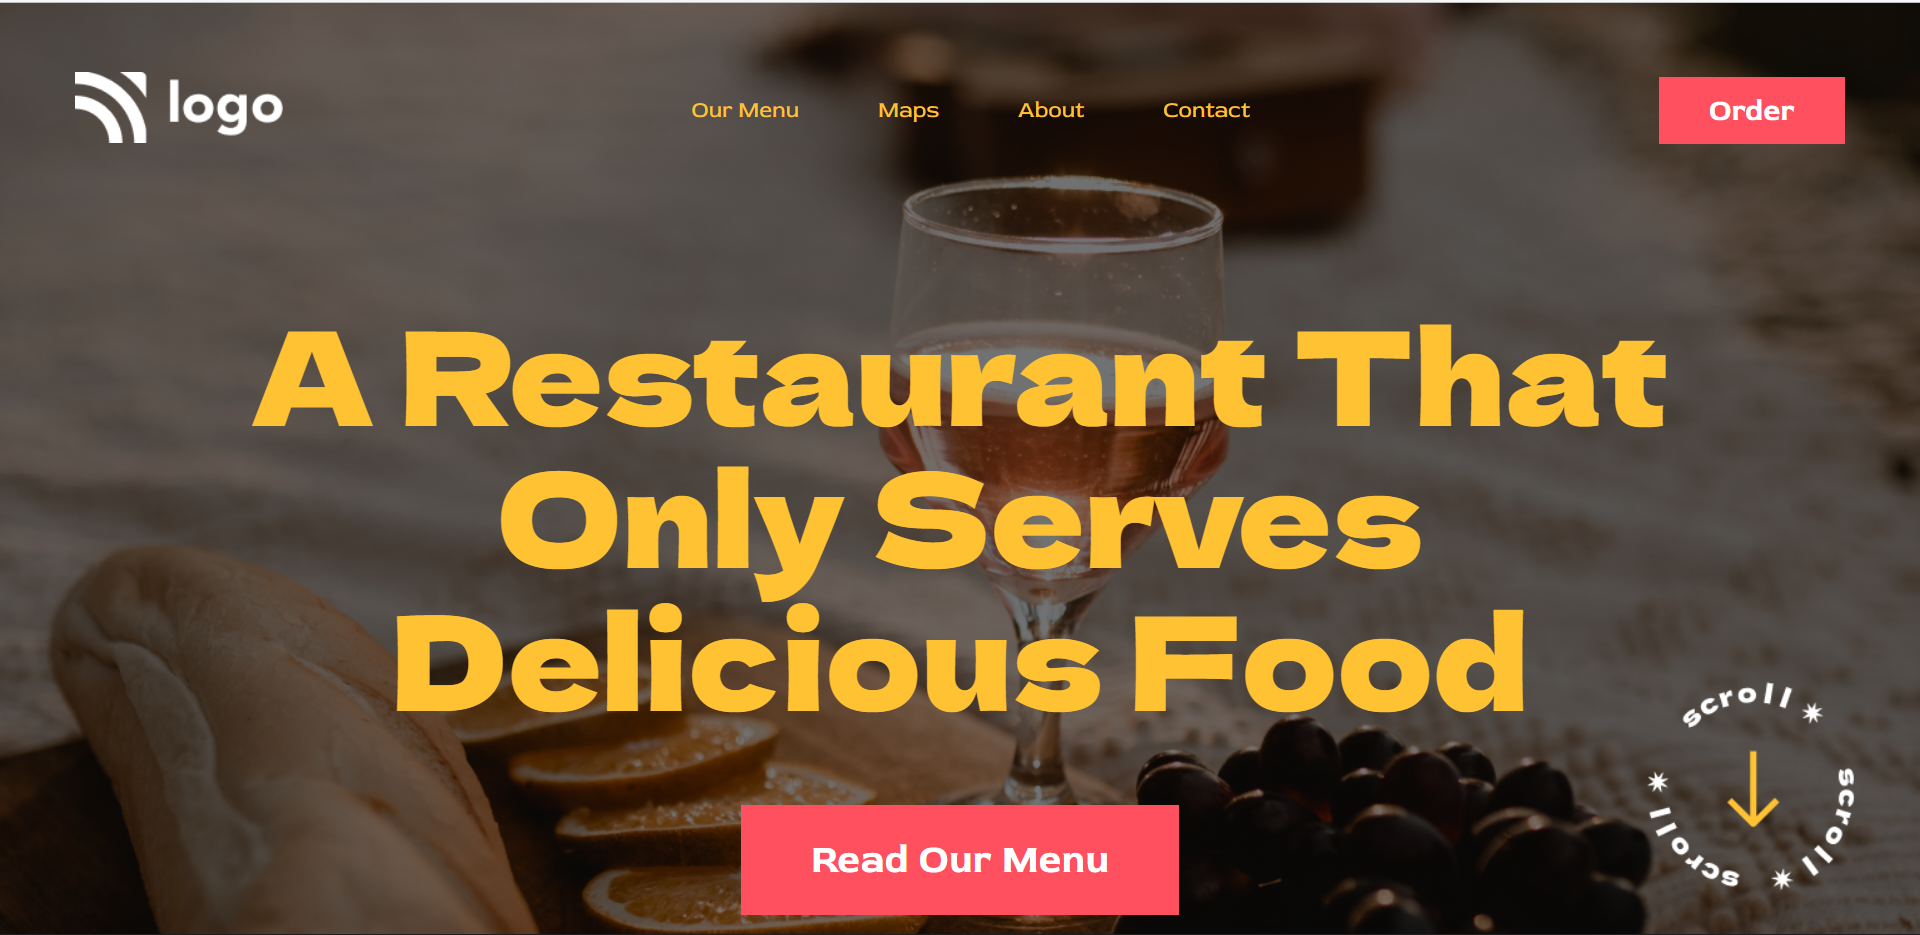 logo
Our Menu
Maps
About
Contact
Order
A Restaurant That
Only Serves
Delicious Food
Read Our Menu
scroll
scroll
scroll